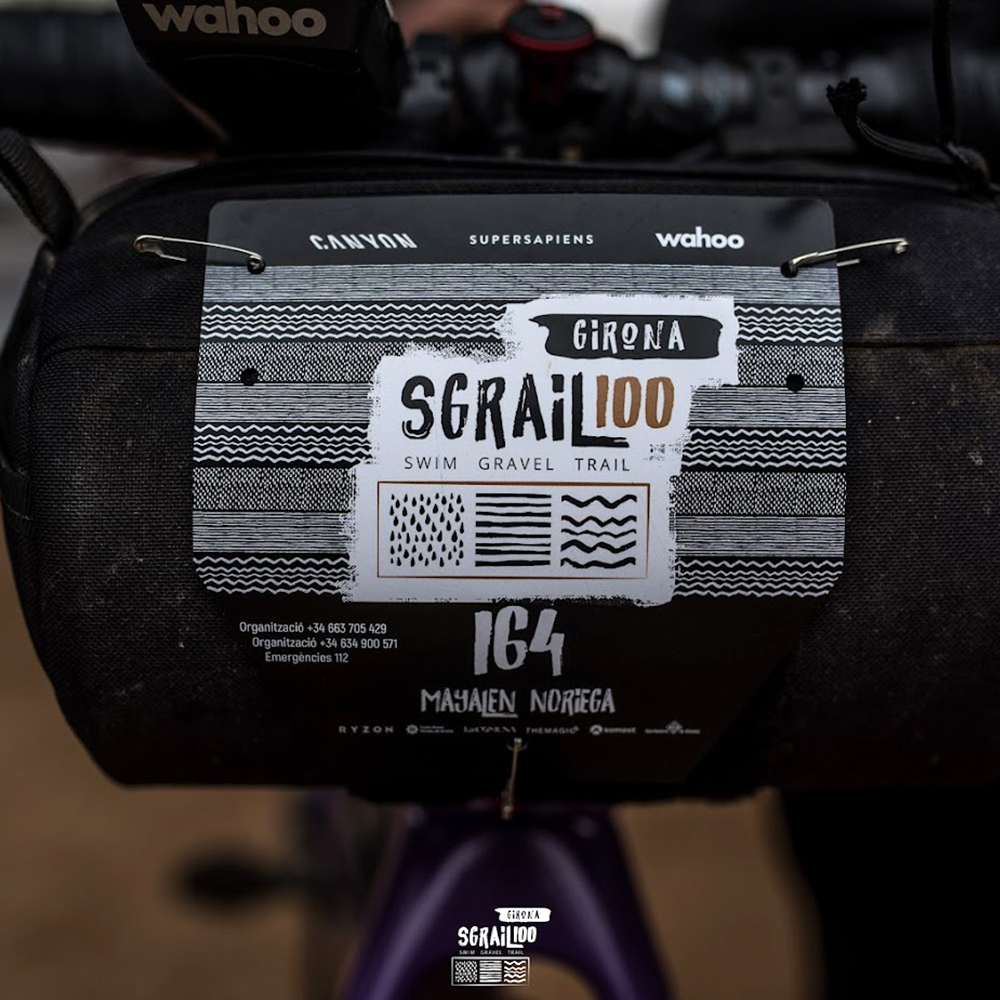 wahoo
CANYON SUPERSAPIENS wahoo
GiRONA
SGRAiL100
SWIM GRAVEL TRAIL
164
Organització +34 663 705 429
Organització +34 634 900 571
Emergències 112
MAYALEN NORiEGA
RYZON THEMAGIC5
GiRONA
SGRAiL100
SWIM GRAVEL TRAIL